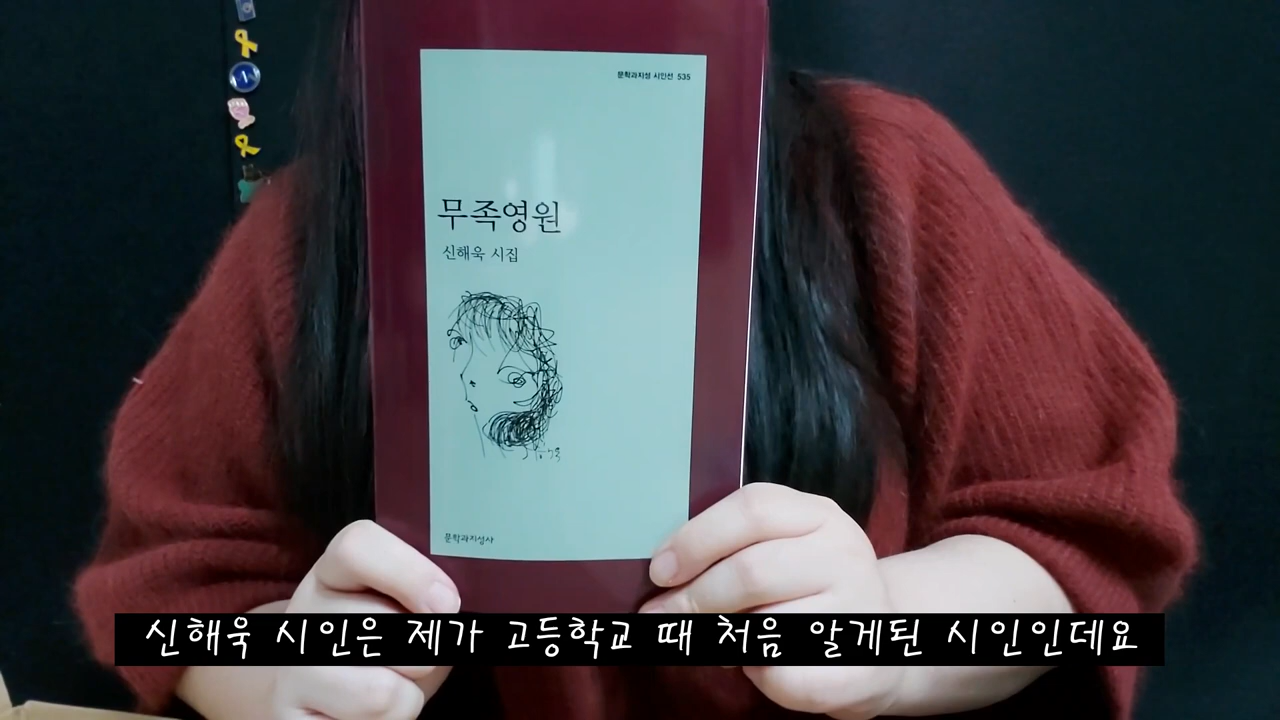 문학과지성 시인선 535
무족영원
신해욱 시집
문학과지성사
신해욱 시인은 제가 고등학교 때 처음 알게된 시인인데요